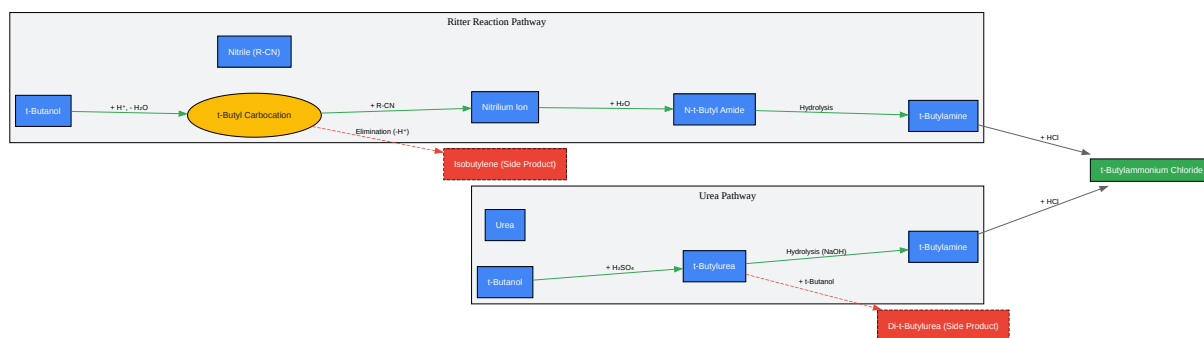 Ritter Reaction Pathway
Nitrile (R-CN)
t-Butanol
+ H⁺, - H₂O
t-Butyl Carbocation
+ R-CN
Nitrilium Ion
+ H₂O
N-t-Butyl Amide
Hydrolysis
t-Butylamine
Elimination (-H⁺)
Isobutylene (Side Product)
+ HCl
t-Butylammonium Chloride
Urea Pathway
Urea
t-Butanol
+ H₂SO₄
t-Butylurea
Hydrolysis (NaOH)
t-Butylamine
+ HCl
+ t-Butanol
Di-t-Butylurea (Side Product)